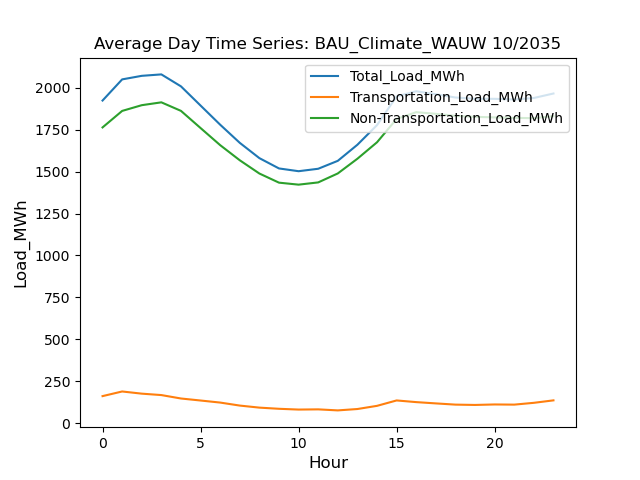 Average Day Time Series: BAU_Climate_WAUW 10/2035
Total_Load_MWh
Transportation_Load_MWh
Non-Transportation_Load_MWh
2000
1750
1500
1250
1000
750
500
250
0
Load_MWh
0 5 10 15 20
Hour